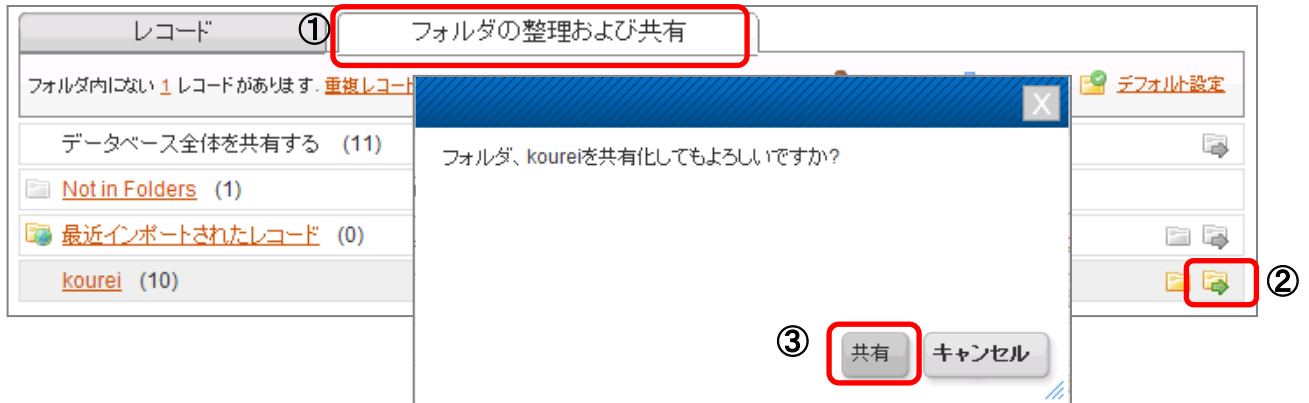 レコード
①
フォルダの整理および共有
フォルダ内にない 1 レコードがあります. 重複レコード
デフォルト設定
X
データベース全体を共有する (11)
フォルダ、koureiを共有化してもよろしいですか?
Not in Folders (1)
最近インポートされたレコード (0)
kourei (10)
②
③
共有
キャンセル